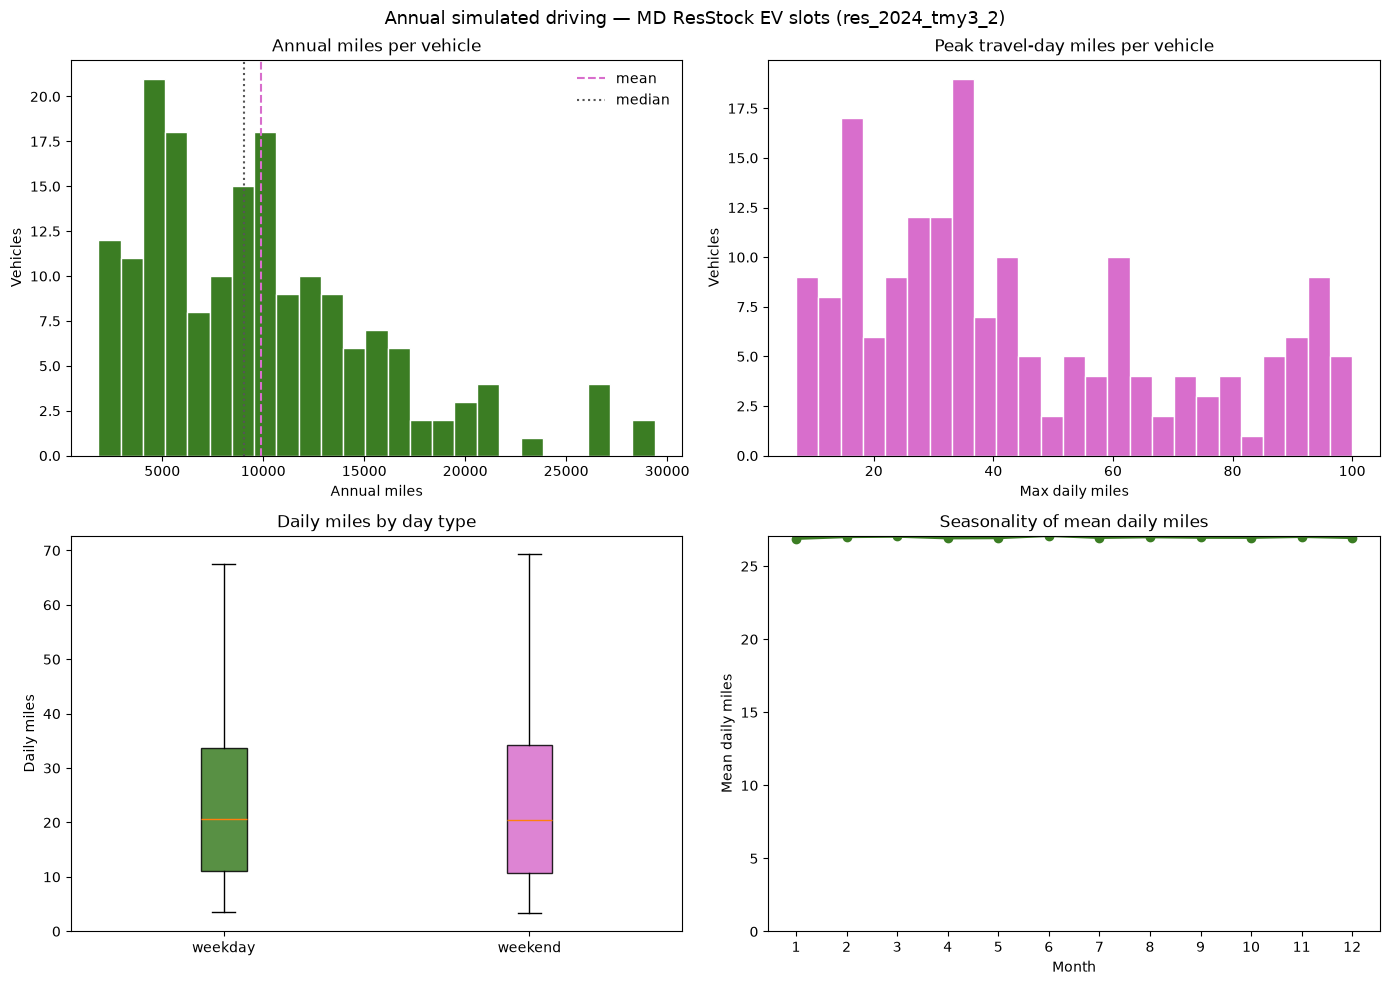 Annual simulated driving — MD ResStock EV slots (res_2024_tmy3_2)
Annual miles per vehicle
20.0
17.5
15.0
12.5
10.0
7.5
5.0
2.5
0.0
Vehicles
mean
median
5000 10000 15000 20000 25000 30000
Annual miles
Peak travel-day miles per vehicle
17.5
15.0
12.5
10.0
7.5
5.0
2.5
0.0
Vehicles
20 40 60 80 100
Max daily miles
Daily miles by day type
70
60
50
40
30
20
10
0
Daily miles
weekday weekend
Seasonality of mean daily miles
25
20
15
10
5
0
Mean daily miles
1 2 3 4 5 6 7 8 9 10 11 12
Month